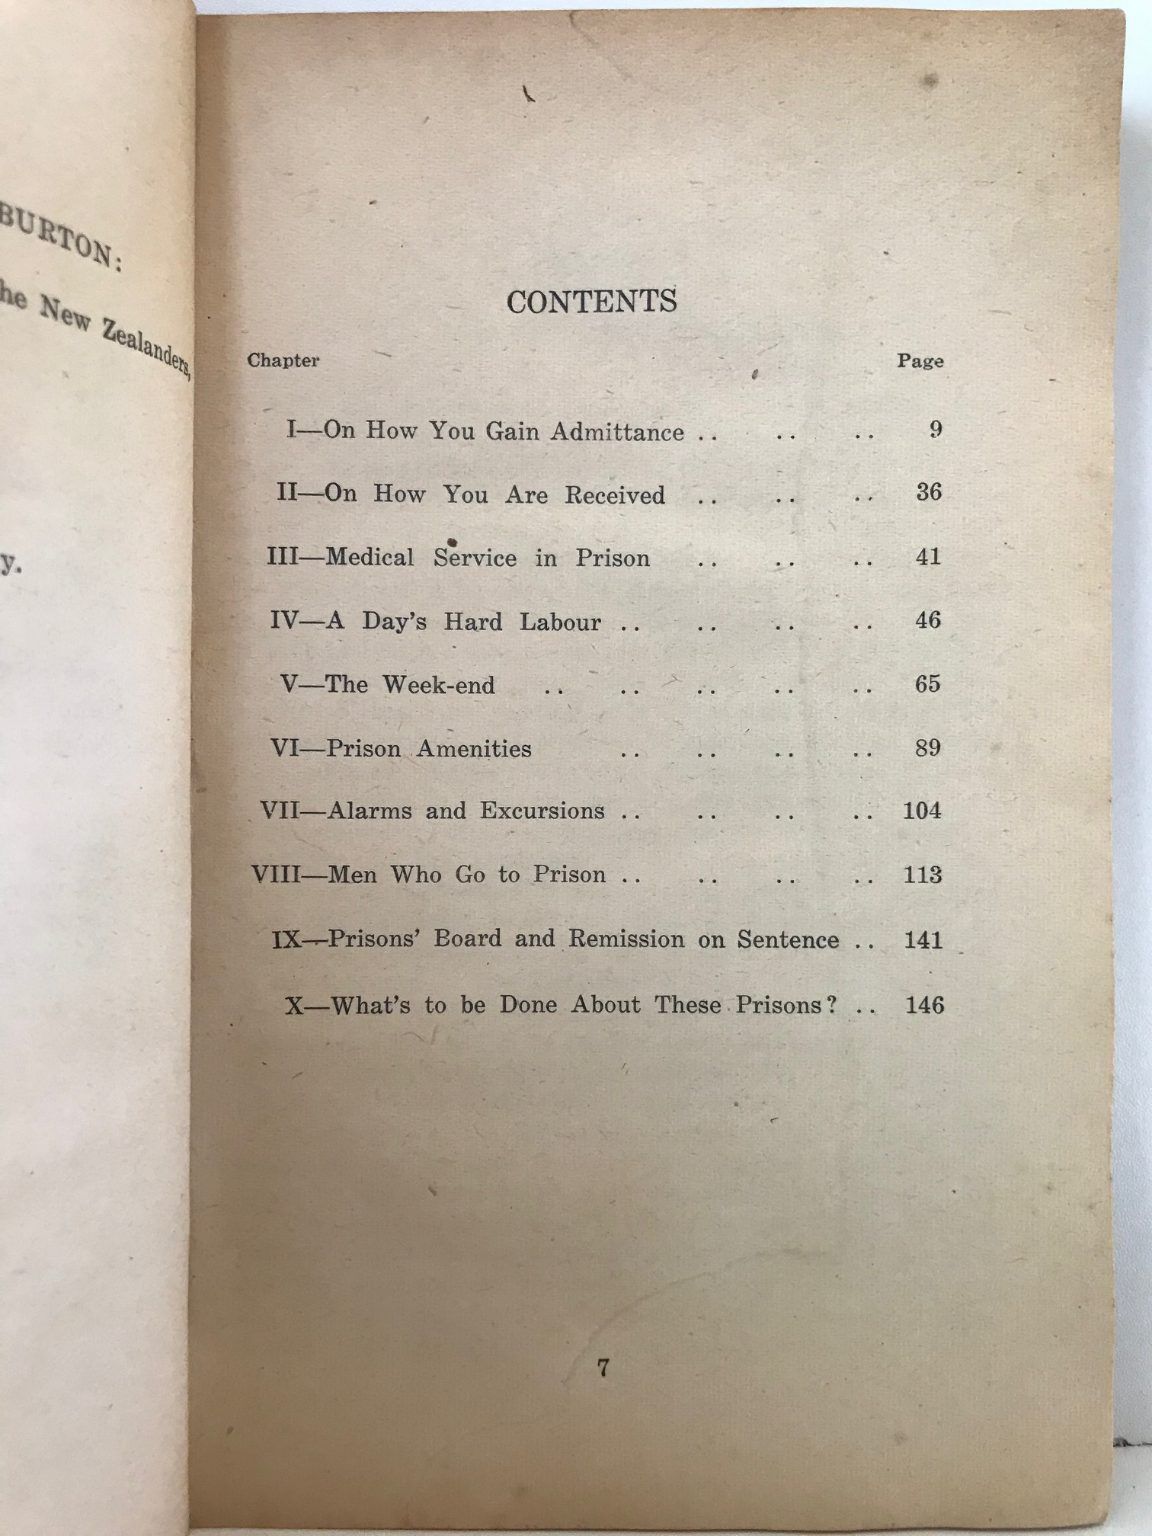 BURTON:
he New Zealanders,
y.
CONTENTS
Chapter Page
I—On How You Gain Admittance .. .. .. 9
II—On How You Are Received .. .. .. 36
III—Medical Service in Prison .. .. .. 41
IV—A Day's Hard Labour .. .. .. .. 46
V—The Week-end .. .. .. .. .. 65
VI—Prison Amenities .. .. .. .. 89
VII—Alarms and Excursions .. .. .. .. 104
VIII—Men Who Go to Prison .. .. .. .. 113
IX—Prisons' Board and Remission on Sentence .. 141
X—What's to be Done About These Prisons? .. 146
7